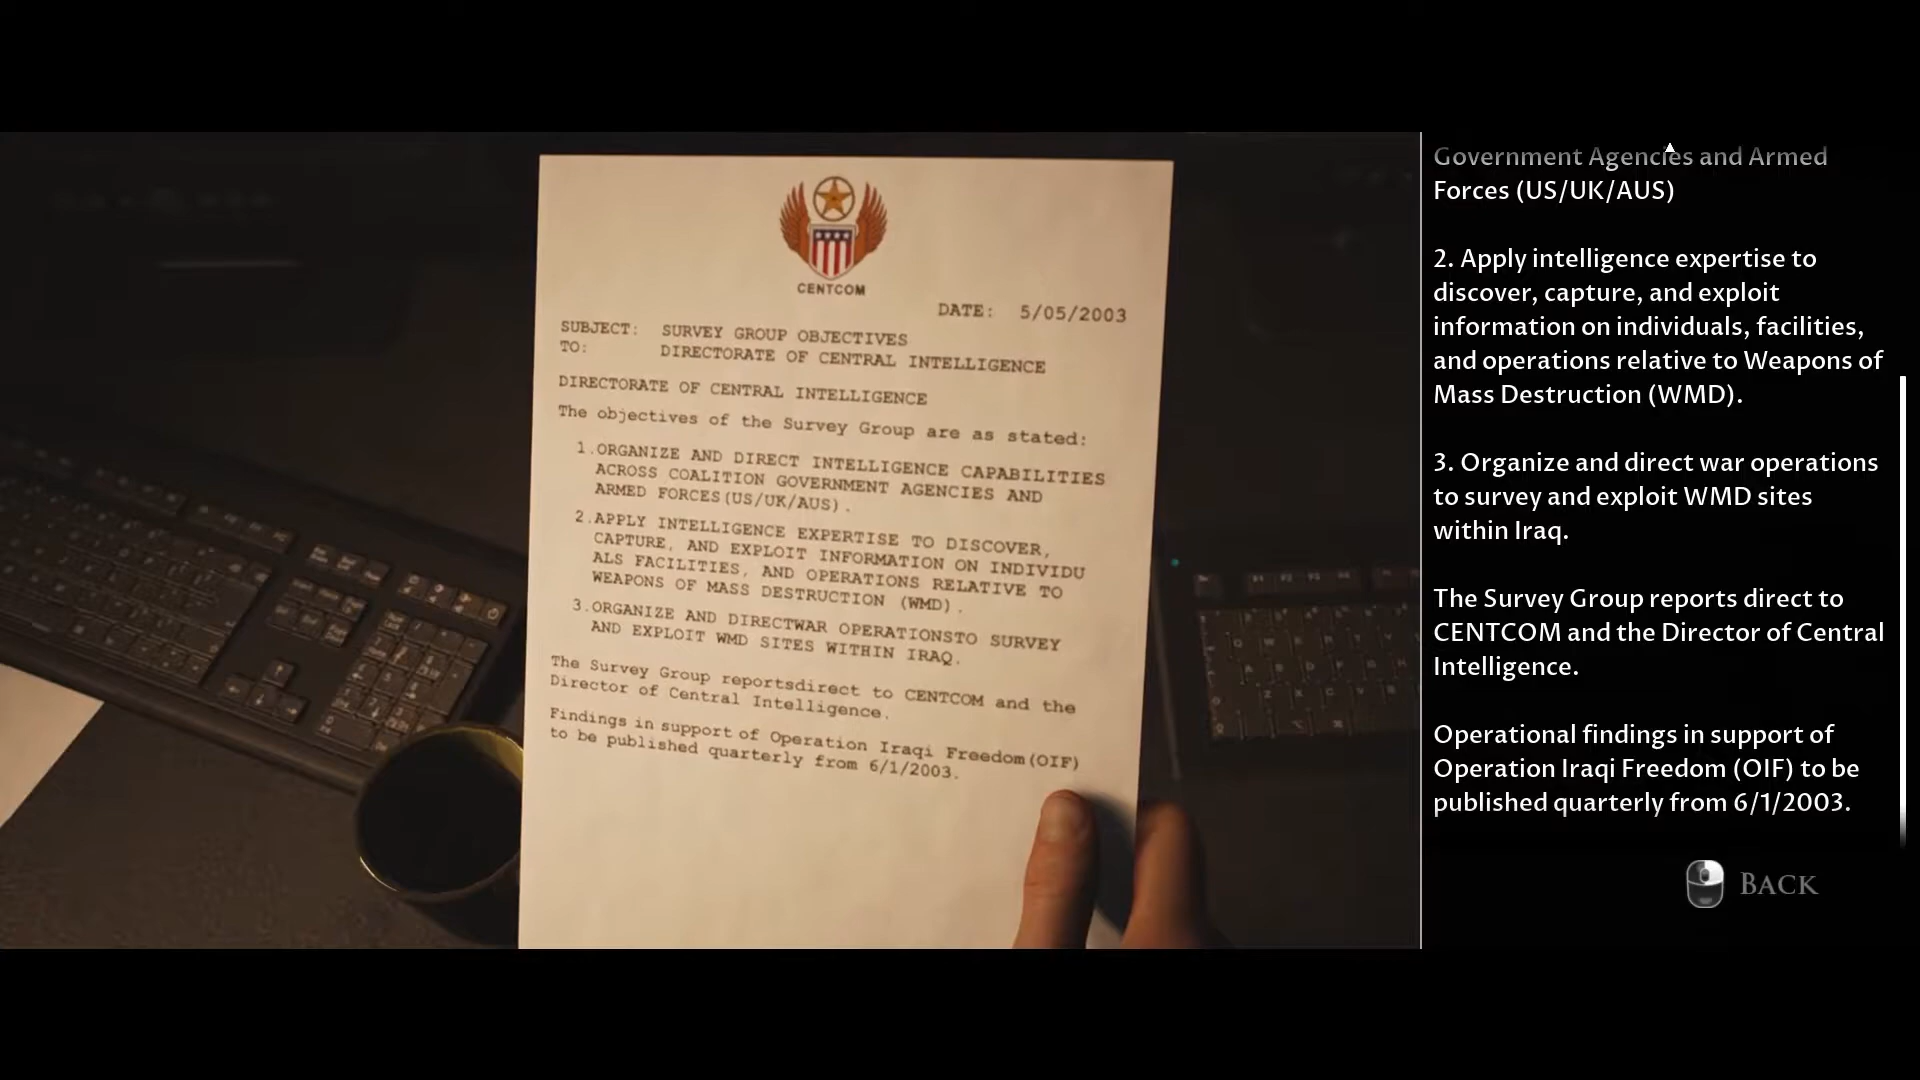 CENTCOM
DATE: 5/05/2003
SUBJECT: SURVEY GROUP OBJECTIVES
TO: DIRECTORATE OF CENTRAL INTELLIGENCE
DIRECTORATE OF CENTRAL INTELLIGENCE
The objectives of the Survey Group are as stated:
1.ORGANIZE AND DIRECT INTELLIGENCE CAPABILITIES
ACROSS COALITION GOVERNMENT AGENCIES AND
ARMED FORCES(US/UK/AUS).
2.APPLY INTELLIGENCE EXPERTISE TO DISCOVER,
CAPTURE, AND EXPLOIT INFORMATION ON INDIVIDU
ALS FACILITIES, AND OPERATIONS RELATIVE TO
WEAPONS OF MASS DESTRUCTION (WMD).
3.ORGANIZE AND DIRECTWAR OPERATIONSTO SURVEY
AND EXPLOIT WMD SITES WITHIN IRAQ.
The Survey Group reportsdirect to CENTCOM and the
Director of Central Intelligence.
Findings in support of Operation Iraqi Freedom(OIF)
to be published quarterly from 6/1/2003.
Government Agencies and Armed
Forces (US/UK/AUS)
2. Apply intelligence expertise to
discover, capture, and exploit
information on individuals, facilities,
and operations relative to Weapons of
Mass Destruction (WMD).
3. Organize and direct war operations
to survey and exploit WMD sites
within Iraq.
The Survey Group reports direct to
CENTCOM and the Director of Central
Intelligence.
Operational findings in support of
Operation Iraqi Freedom (OIF) to be
published quarterly from 6/1/2003.
BACK